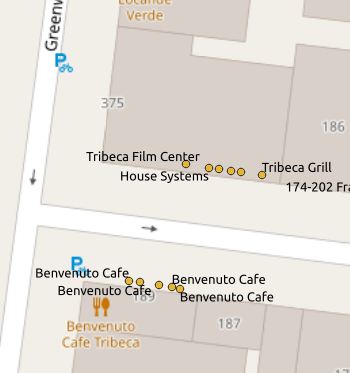 Locande
Verde
Greenw
375
186
Tribeca Film Center
House Systems
Tribeca Grill
174-202 Fra
Benvenuto Cafe
Benvenuto Cafe
Benvenuto Cafe
Benvenuto Cafe
189
187
Benvenuto
Cafe Tribeca